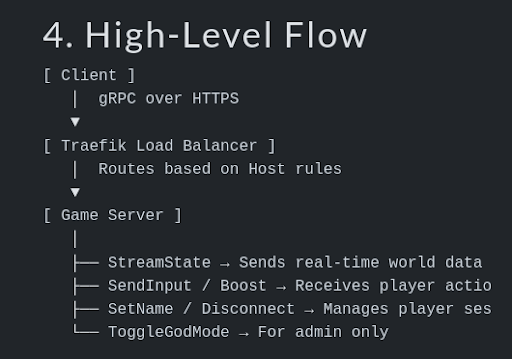 4. High-Level Flow
[ Client ]
│ gRPC over HTTPS
▼
[ Traefik Load Balancer ]
│ Routes based on Host rules
▼
[ Game Server ]
│
├── StreamState → Sends real-time world data
├── SendInput / Boost → Receives player actio
├── SetName / Disconnect → Manages player ses
└── ToggleGodMode → For admin only